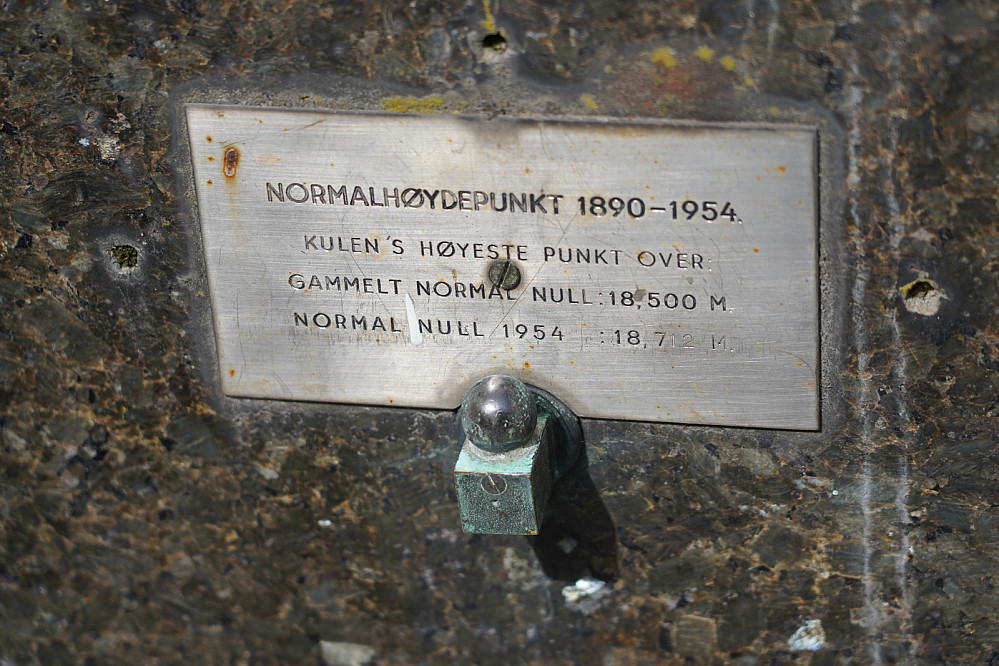 NORMALHØYDEPUNKT 1890-1954.
KULEN'S HØYESTE PUNKT OVER:
GAMMELT NORMAL NULL: 18,500 M.
NORMAL NULL 1954 : 18,712 M.